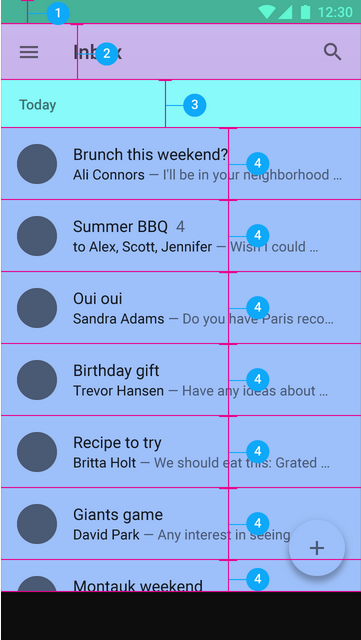 1 12:30
Inbox 2
Today 3
Brunch this weekend? 4
Ali Connors — I'll be in your neighborhood …
Summer BBQ 4 4
to Alex, Scott, Jennifer — Wish I could …
Oui oui 4
Sandra Adams — Do you have Paris reco…
Birthday gift 4
Trevor Hansen — Have any ideas about …
Recipe to try 4
Britta Holt — We should eat this: Grated …
Giants game 4
David Park — Any interest in seeing
Montauk weekend 4